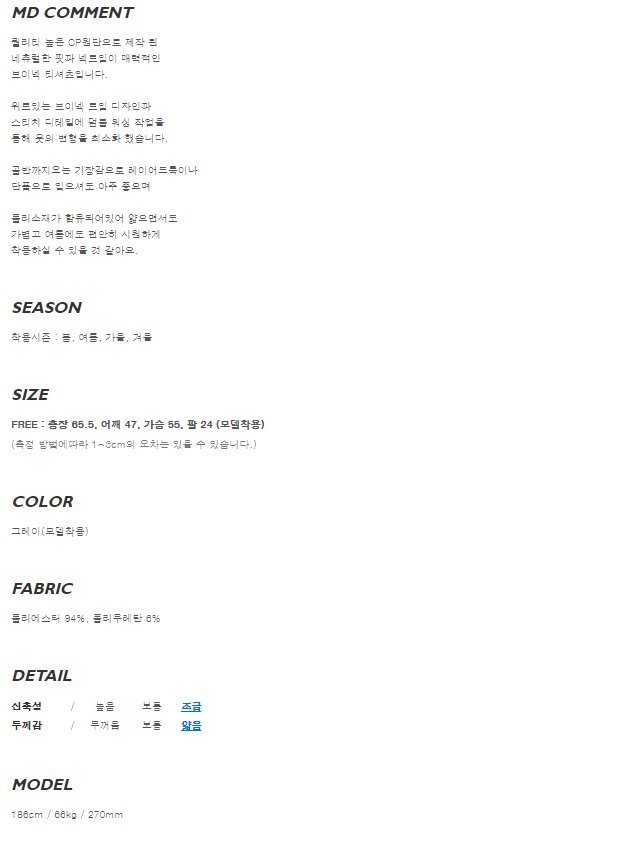 MD COMMENT
퀄리티 높은 CP원단으로 제작 된
네츄럴한 핏과 넥트임이 매력적인
브이넥 티셔츠입니다.
위트있는 브이넥 트임 디자인과
스티치 디테일에 덤블 워싱 작업을
통해 옷의 변형을 최소화 했습니다.
골반까지오는 기장감으로 레이어드룩이나
단품으로 입으셔도 아주 좋으며
폴리소재가 함유되어있어 얇으면서도
가볍고 여름에도 편안히 시원하게
착용하실 수 있을 것 같아요.
SEASON
착용시즌 : 봄, 여름, 가을, 겨울
SIZE
FREE : 총장 65.5, 어깨 47, 가슴 55, 팔 24 (모델착용)
(측정 방법에따라 1~3cm의 오차는 있을 수 있습니다.)
COLOR
그레이(모델착용)
FABRIC
폴리에스터 94%, 폴리우레탄 6%
DETAIL
신축성 / 높음 보통 조금
두께감 / 두꺼움 보통 얇음
MODEL
186cm / 66kg / 270mm